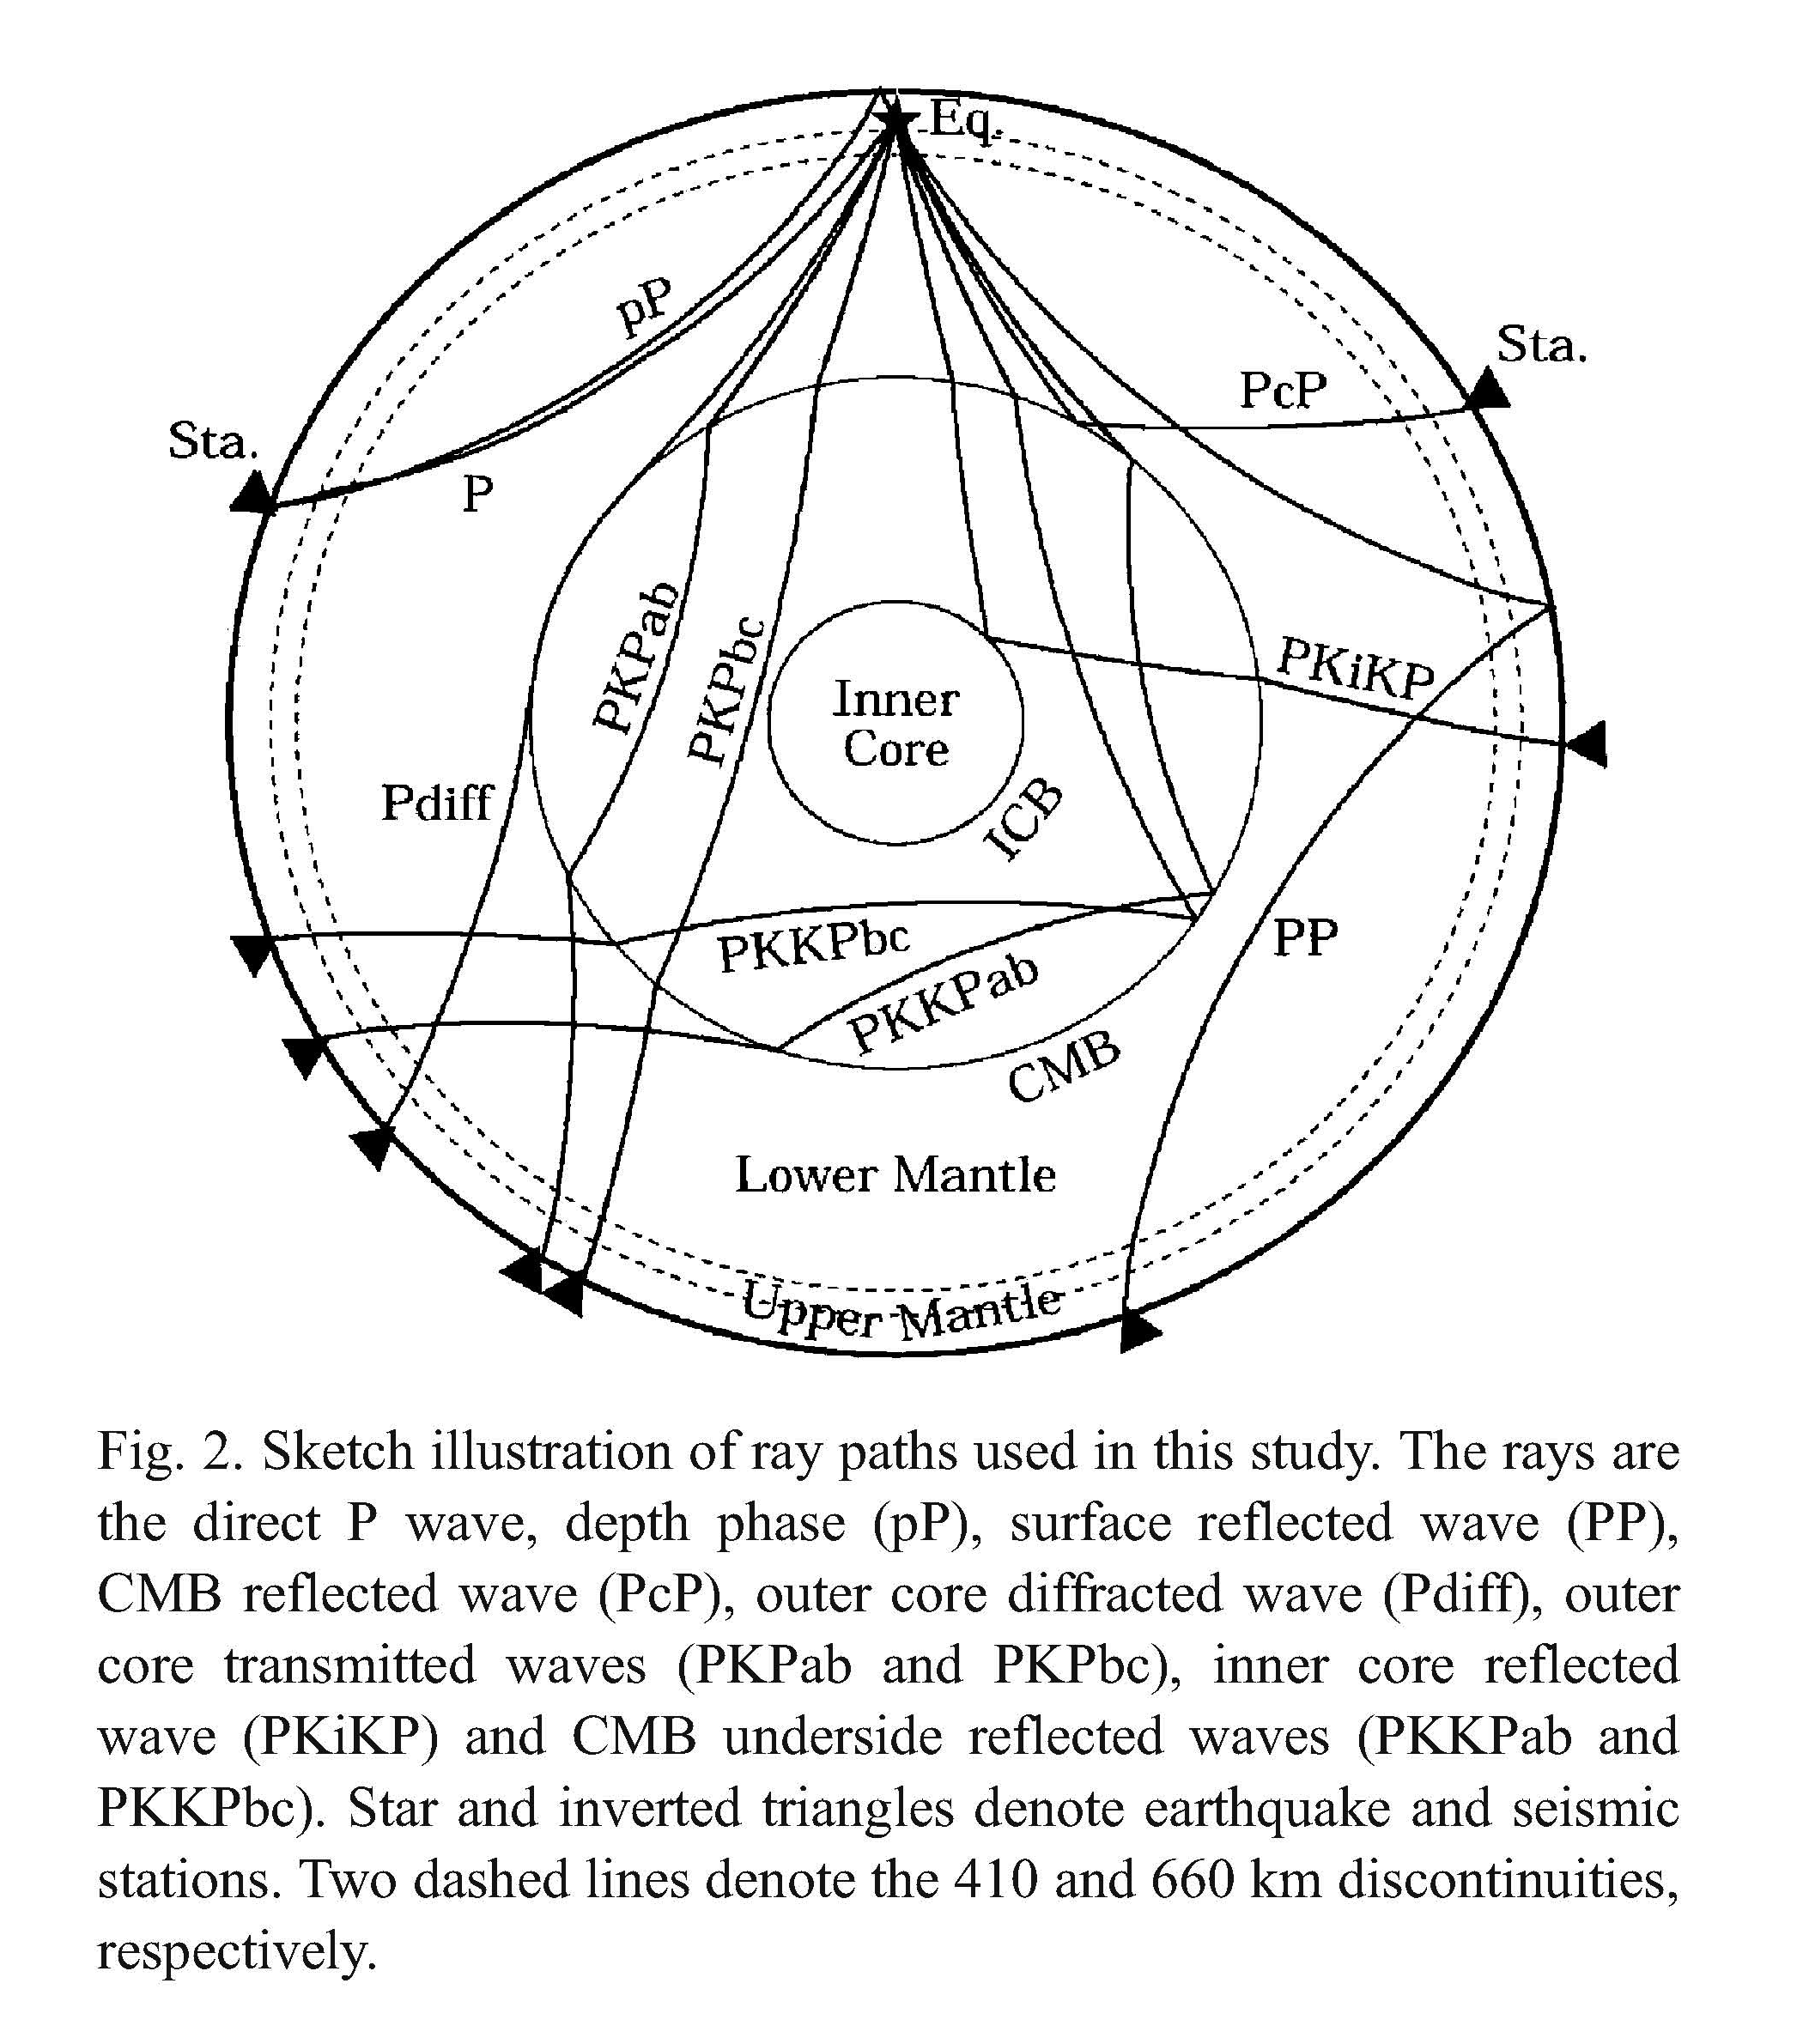 Eq.
pP
Sta.
PcP
Sta.
P
PKPab
PKPbc
PKiKP
Inner
Core
Pdiff
ICB
PKKPbc
PP
PKKPab
CMB
Lower Mantle
Upper Mantle
Fig. 2. Sketch illustration of ray paths used in this study. The rays are
the direct P wave, depth phase (pP), surface reflected wave (PP),
CMB reflected wave (PcP), outer core diffracted wave (Pdiff), outer
core transmitted waves (PKPab and PKPbc), inner core reflected
wave (PKiKP) and CMB underside reflected waves (PKKPab and
PKKPbc). Star and inverted triangles denote earthquake and seismic
stations. Two dashed lines denote the 410 and 660 km discontinuities,
respectively.